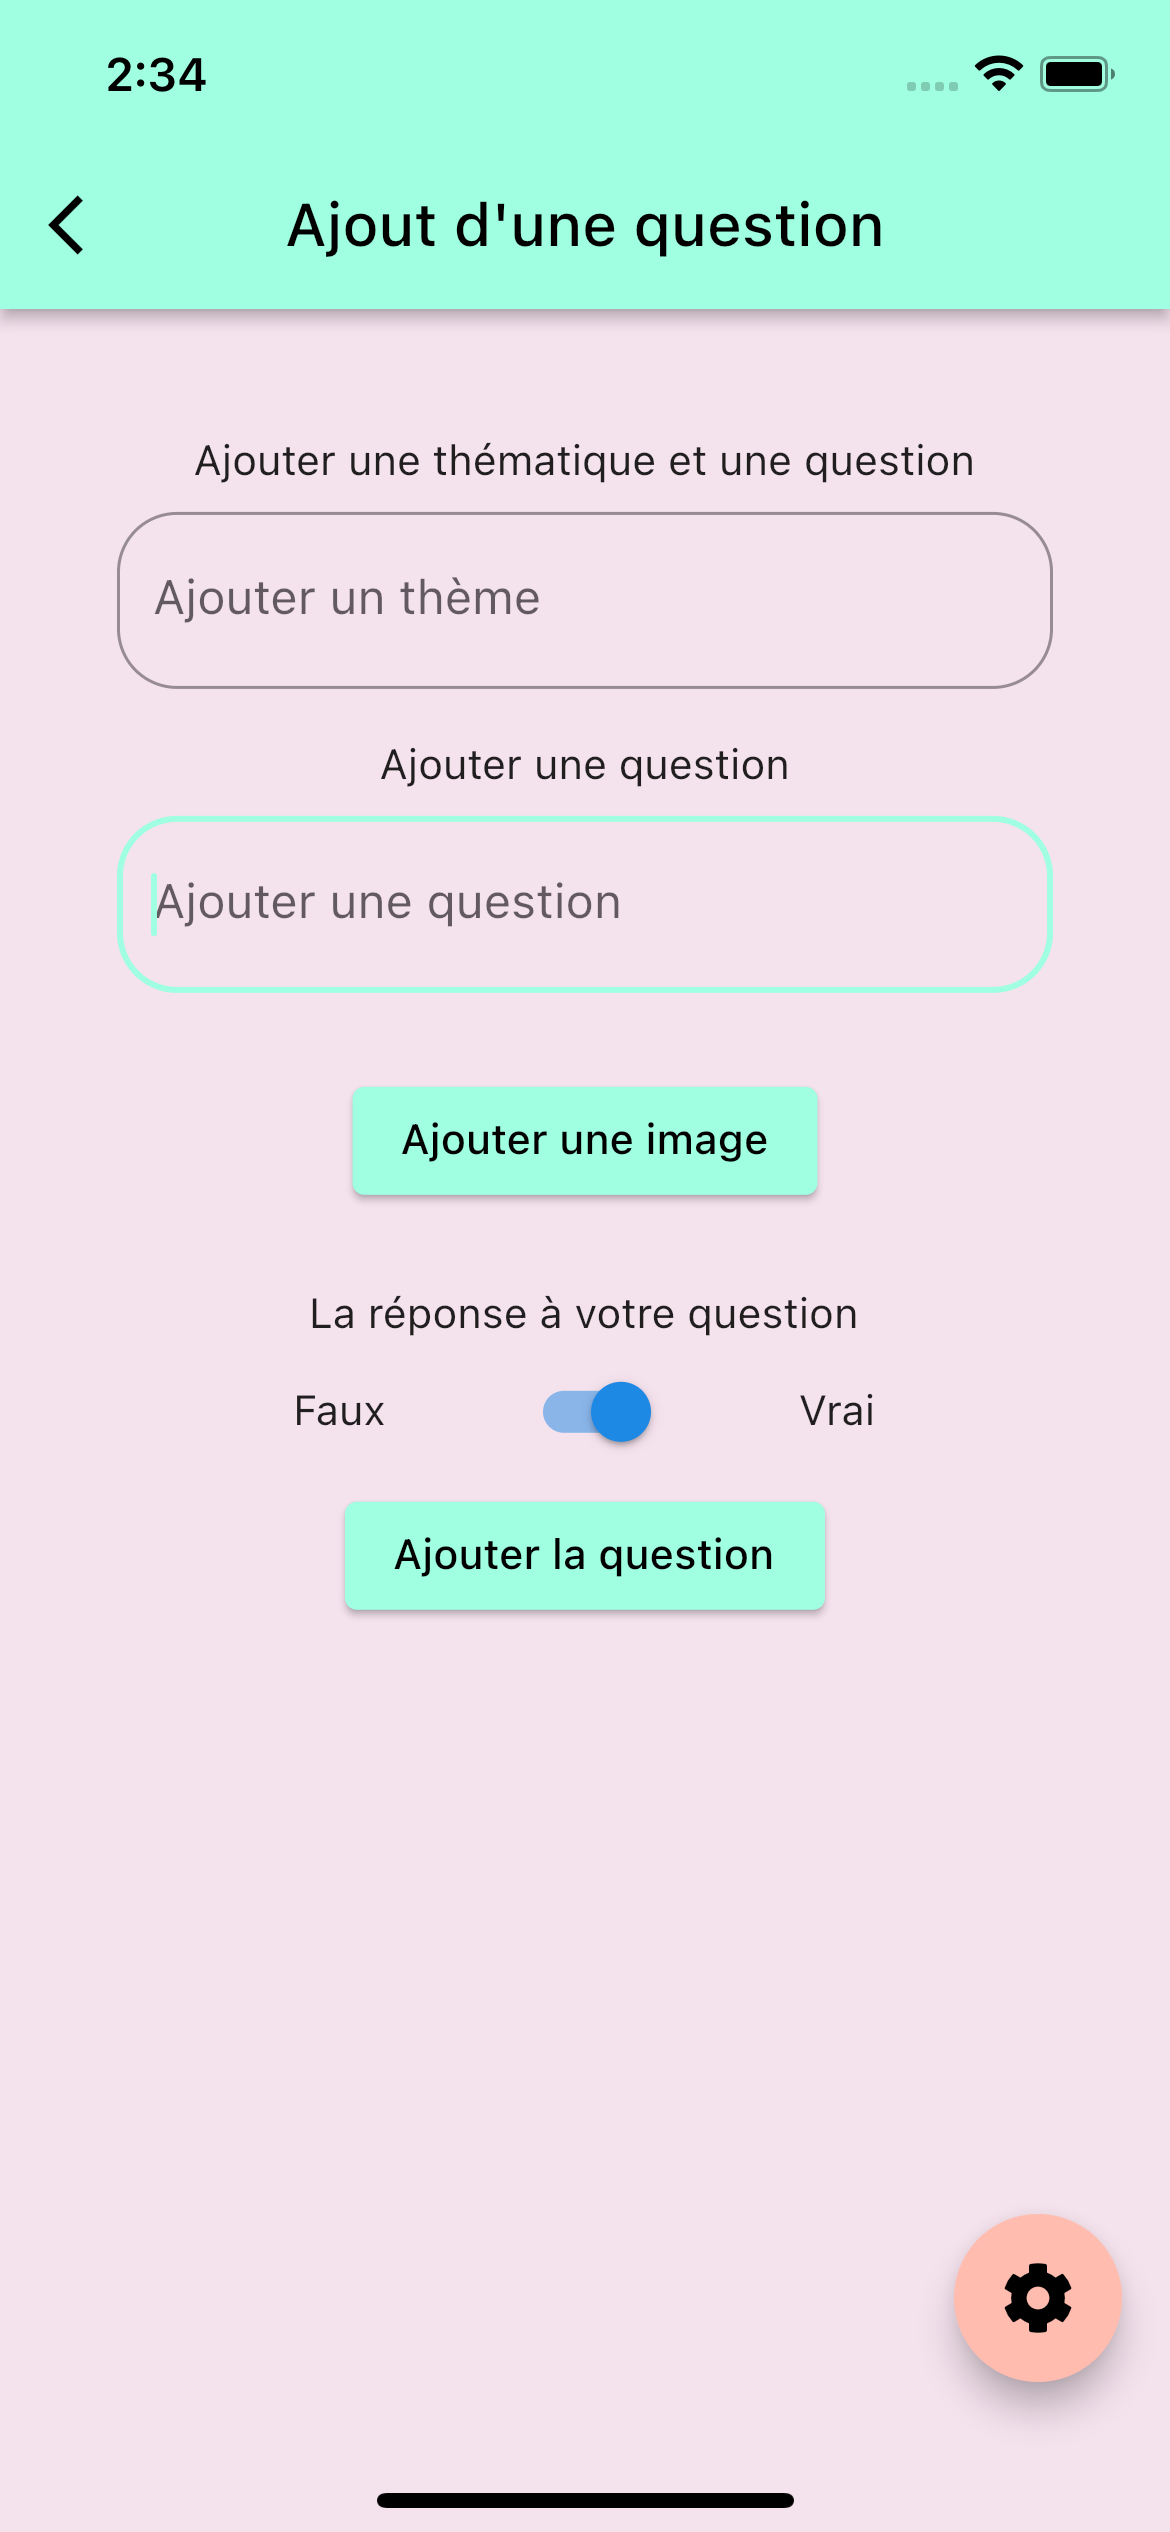 2:34
Ajout d'une question
Ajouter une thématique et une question
Ajouter un thème
Ajouter une question
Ajouter une question
Ajouter une image
La réponse à votre question
Faux Vrai
Ajouter la question